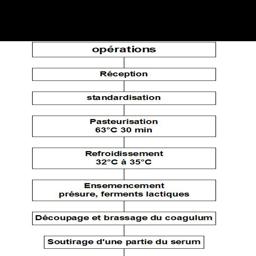 opérations
Réception
standardisation
Pasteurisation
63°C 30 min
Refroidissement
32°C à 35°C
Ensemencement
présure, ferments lactiques
Découpage et brassage du coagulum
Soutirage d'une partie du serum